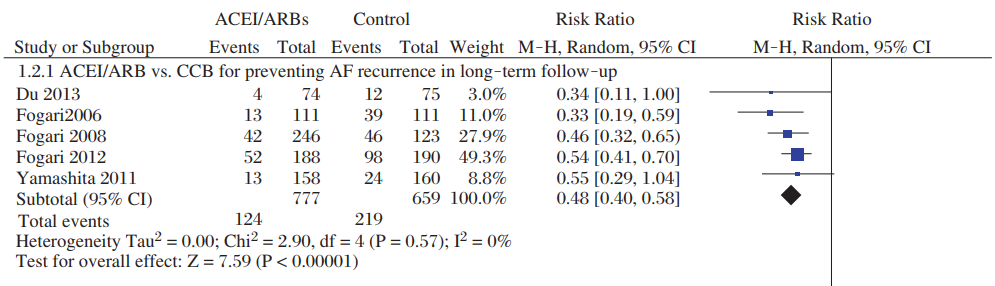 ACEI/ARBs Control Risk Ratio Risk Ratio
Study or Subgroup Events Total Events Total Weight M-H, Random, 95% CI M-H, Random, 95% CI
1.2.1 ACEI/ARB vs. CCB for preventing AF recurrence in long-term follow-up
Du 2013 4 74 12 75 3.0% 0.34 [0.11, 1.00]
Fogari2006 13 111 39 111 11.0% 0.33 [0.19, 0.59]
Fogari 2008 42 246 46 123 27.9% 0.46 [0.32, 0.65]
Fogari 2012 52 188 98 190 49.3% 0.54 [0.41, 0.70]
Yamashita 2011 13 158 24 160 8.8% 0.55 [0.29, 1.04]
Subtotal (95% CI) 777 659 100.0% 0.48 [0.40, 0.58]
Total events 124 219
Heterogeneity Tau² = 0.00; Chi² = 2.90, df = 4 (P = 0.57); I² = 0%
Test for overall effect: Z = 7.59 (P < 0.00001)